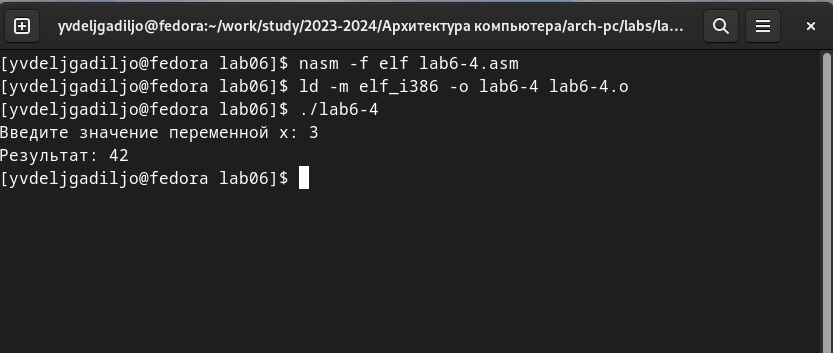 yvdeljgadiljo@fedora:~/work/study/2023-2024/Архитектура компьютера/arch-pc/labs/la...
[yvdeljgadiljo@fedora lab06]$ nasm -f elf lab6-4.asm
[yvdeljgadiljo@fedora lab06]$ ld -m elf_i386 -o lab6-4 lab6-4.o
[yvdeljgadiljo@fedora lab06]$ ./lab6-4
Введите значение переменной x: 3
Результат: 42
[yvdeljgadiljo@fedora lab06]$